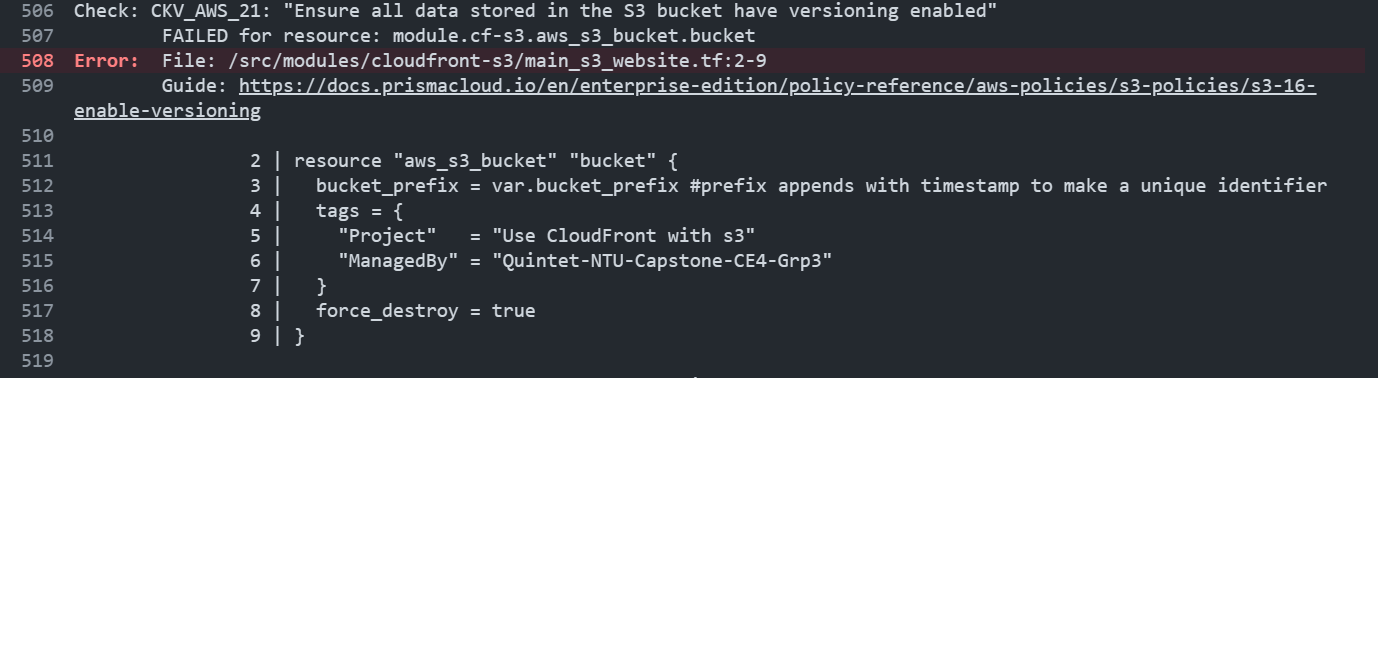 506 Check: CKV_AWS_21: "Ensure all data stored in the S3 bucket have versioning enabled"
507 FAILED for resource: module.cf-s3.aws_s3_bucket.bucket
508 Error: File: /src/modules/cloudfront-s3/main_s3_website.tf:2-9
509 Guide: https://docs.prismacloud.io/en/enterprise-edition/policy-reference/aws-policies/s3-policies/s3-16-
enable-versioning
510
511 2 | resource "aws_s3_bucket" "bucket" {
512 3 | bucket_prefix = var.bucket_prefix #prefix appends with timestamp to make a unique identifier
513 4 | tags = {
514 5 | "Project" = "Use CloudFront with s3"
515 6 | "ManagedBy" = "Quintet-NTU-Capstone-CE4-Grp3"
516 7 | }
517 8 | force_destroy = true
518 9 | }
519